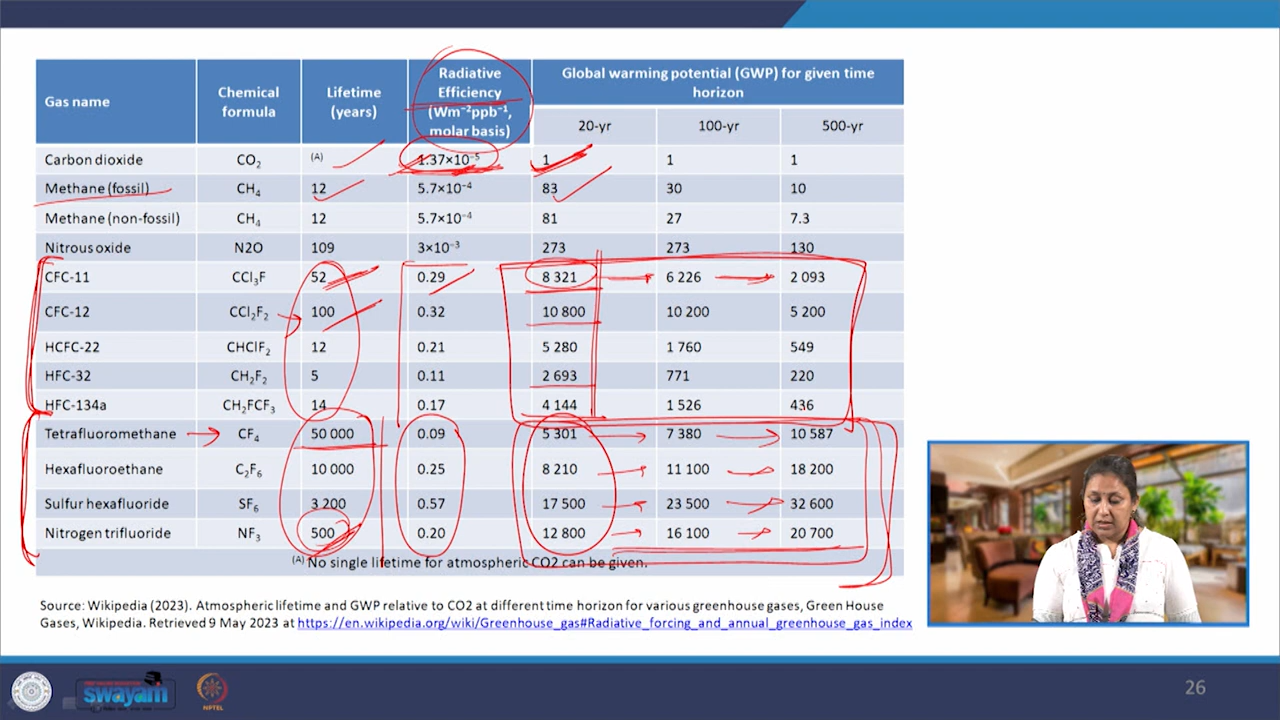 Gas name
Chemical formula
Lifetime (years)
Radiative Efficiency (Wm⁻²ppb⁻¹, molar basis)
Global warming potential (GWP) for given time horizon
20-yr 100-yr 500-yr
Carbon dioxide CO₂ (A) 1.37×10⁻⁵ 1 1 1
Methane (fossil) CH₄ 12 5.7×10⁻⁴ 83 30 10
Methane (non-fossil) CH₄ 12 5.7×10⁻⁴ 81 27 7.3
Nitrous oxide N2O 109 3×10⁻³ 273 273 130
CFC-11 CCl₃F 52 0.29 8 321 6 226 2 093
CFC-12 CCl₂F₂ 100 0.32 10 800 10 200 5 200
HCFC-22 CHClF₂ 12 0.21 5 280 1 760 549
HFC-32 CH₂F₂ 5 0.11 2 693 771 220
HFC-134a CH₂FCF₃ 14 0.17 4 144 1 526 436
Tetrafluoromethane CF₄ 50 000 0.09 5 301 7 380 10 587
Hexafluoroethane C₂F₆ 10 000 0.25 8 210 11 100 18 200
Sulfur hexafluoride SF₆ 3 200 0.57 17 500 23 500 32 600
Nitrogen trifluoride NF₃ 500 0.20 12 800 16 100 20 700
(A) No single lifetime for atmospheric CO2 can be given.
Source: Wikipedia (2023). Atmospheric lifetime and GWP relative to CO2 at different time horizon for various greenhouse gases, Green House
Gases, Wikipedia. Retrieved 9 May 2023 at https://en.wikipedia.org/wiki/Greenhouse_gas#Radiative_forcing_and_annual_greenhouse_gas_index
swayam
NPTEL
26